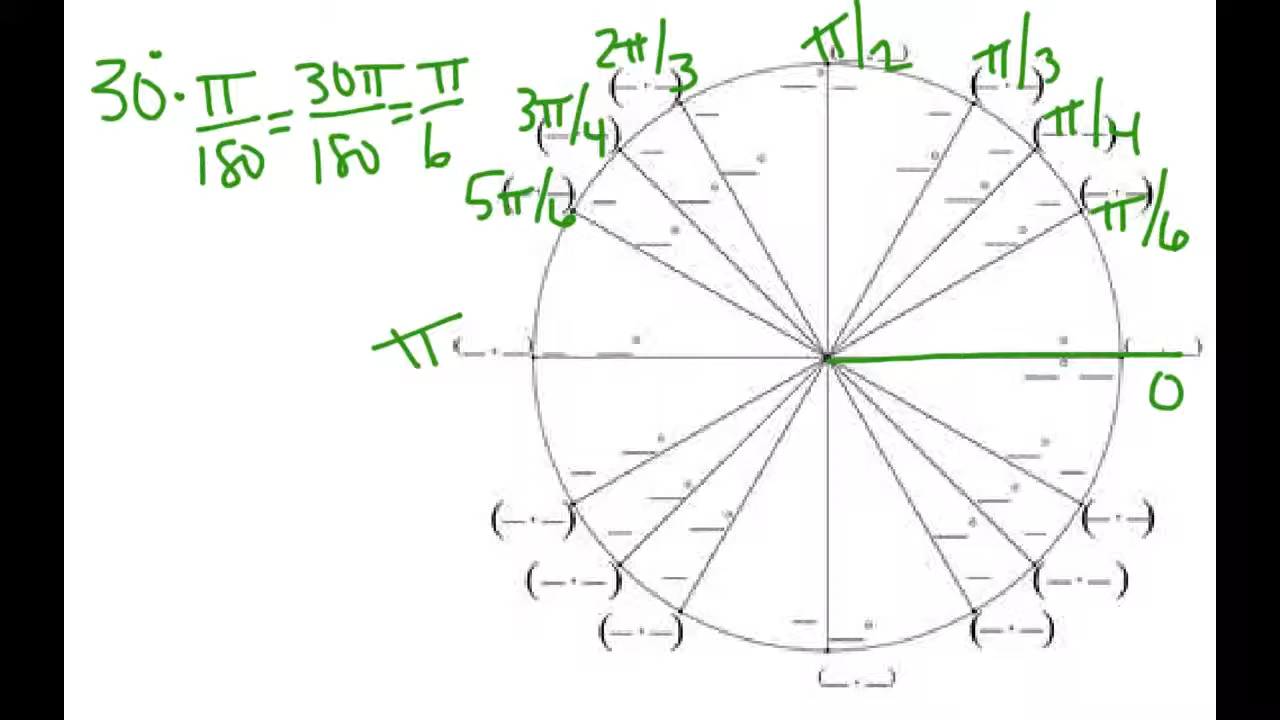 30° · π/180 = 30π/180 = π/6
π/2
2π/3
π/3
3π/4
π/4
5π/6
π/6
π
0